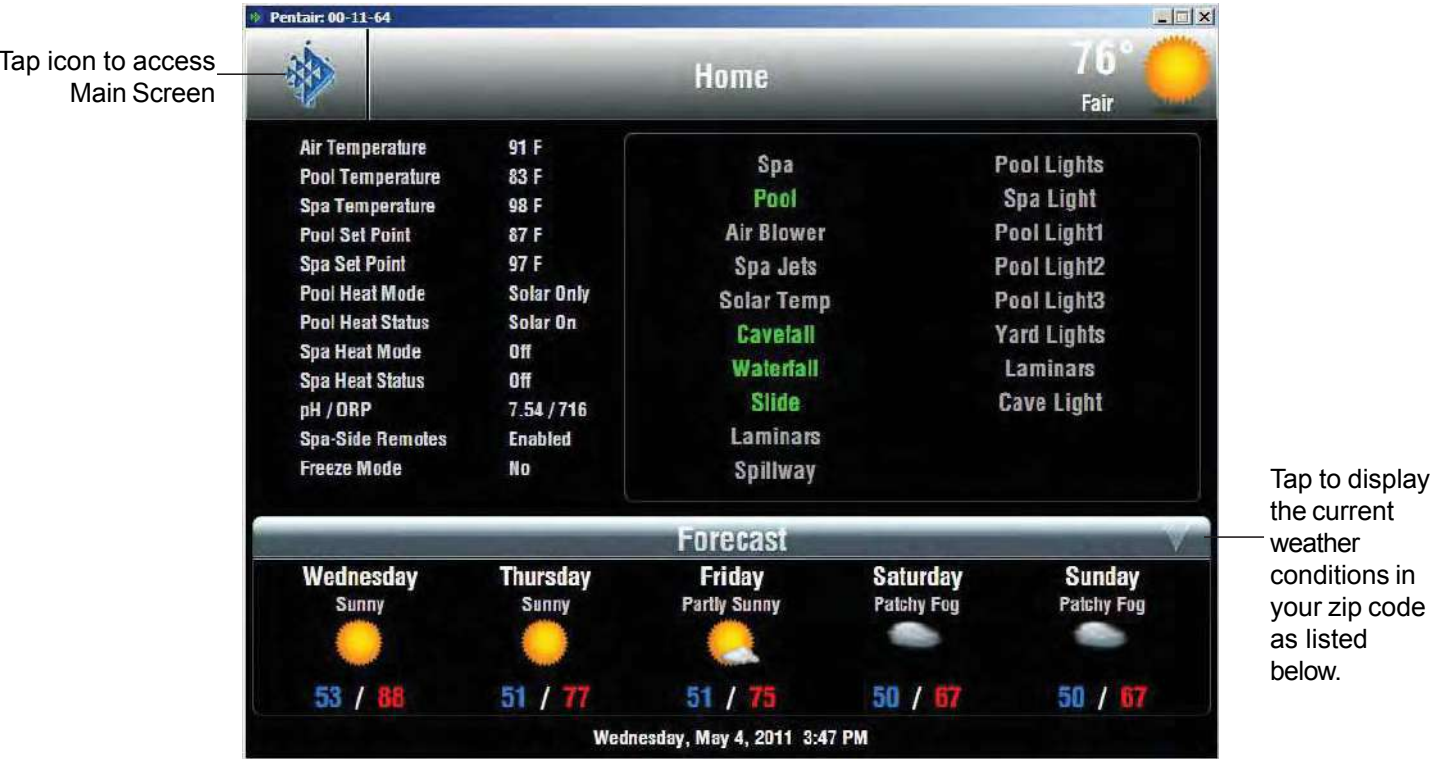 Pentair: 00-11-64
Tap icon to access
Main Screen
Home
76°
Fair
Air Temperature 91 F
Pool Temperature 83 F
Spa Temperature 98 F
Pool Set Point 87 F
Spa Set Point 97 F
Pool Heat Mode Solar Only
Pool Heat Status Solar On
Spa Heat Mode Off
Spa Heat Status Off
pH / ORP 7.54 / 716
Spa-Side Remotes Enabled
Freeze Mode No
Spa Pool Lights
Pool Spa Light
Air Blower Pool Light1
Spa Jets Pool Light2
Solar Temp Pool Light3
Cavefall Yard Lights
Waterfall Laminars
Slide Cave Light
Laminars
Spillway
Tap to display
the current
weather
conditions in
your zip code
as listed
below.
Forecast
Wednesday Thursday Friday Saturday Sunday
Sunny Sunny Partly Sunny Patchy Fog Patchy Fog
53 / 88 51 / 77 51 / 75 50 / 67 50 / 67
Wednesday, May 4, 2011 3:47 PM